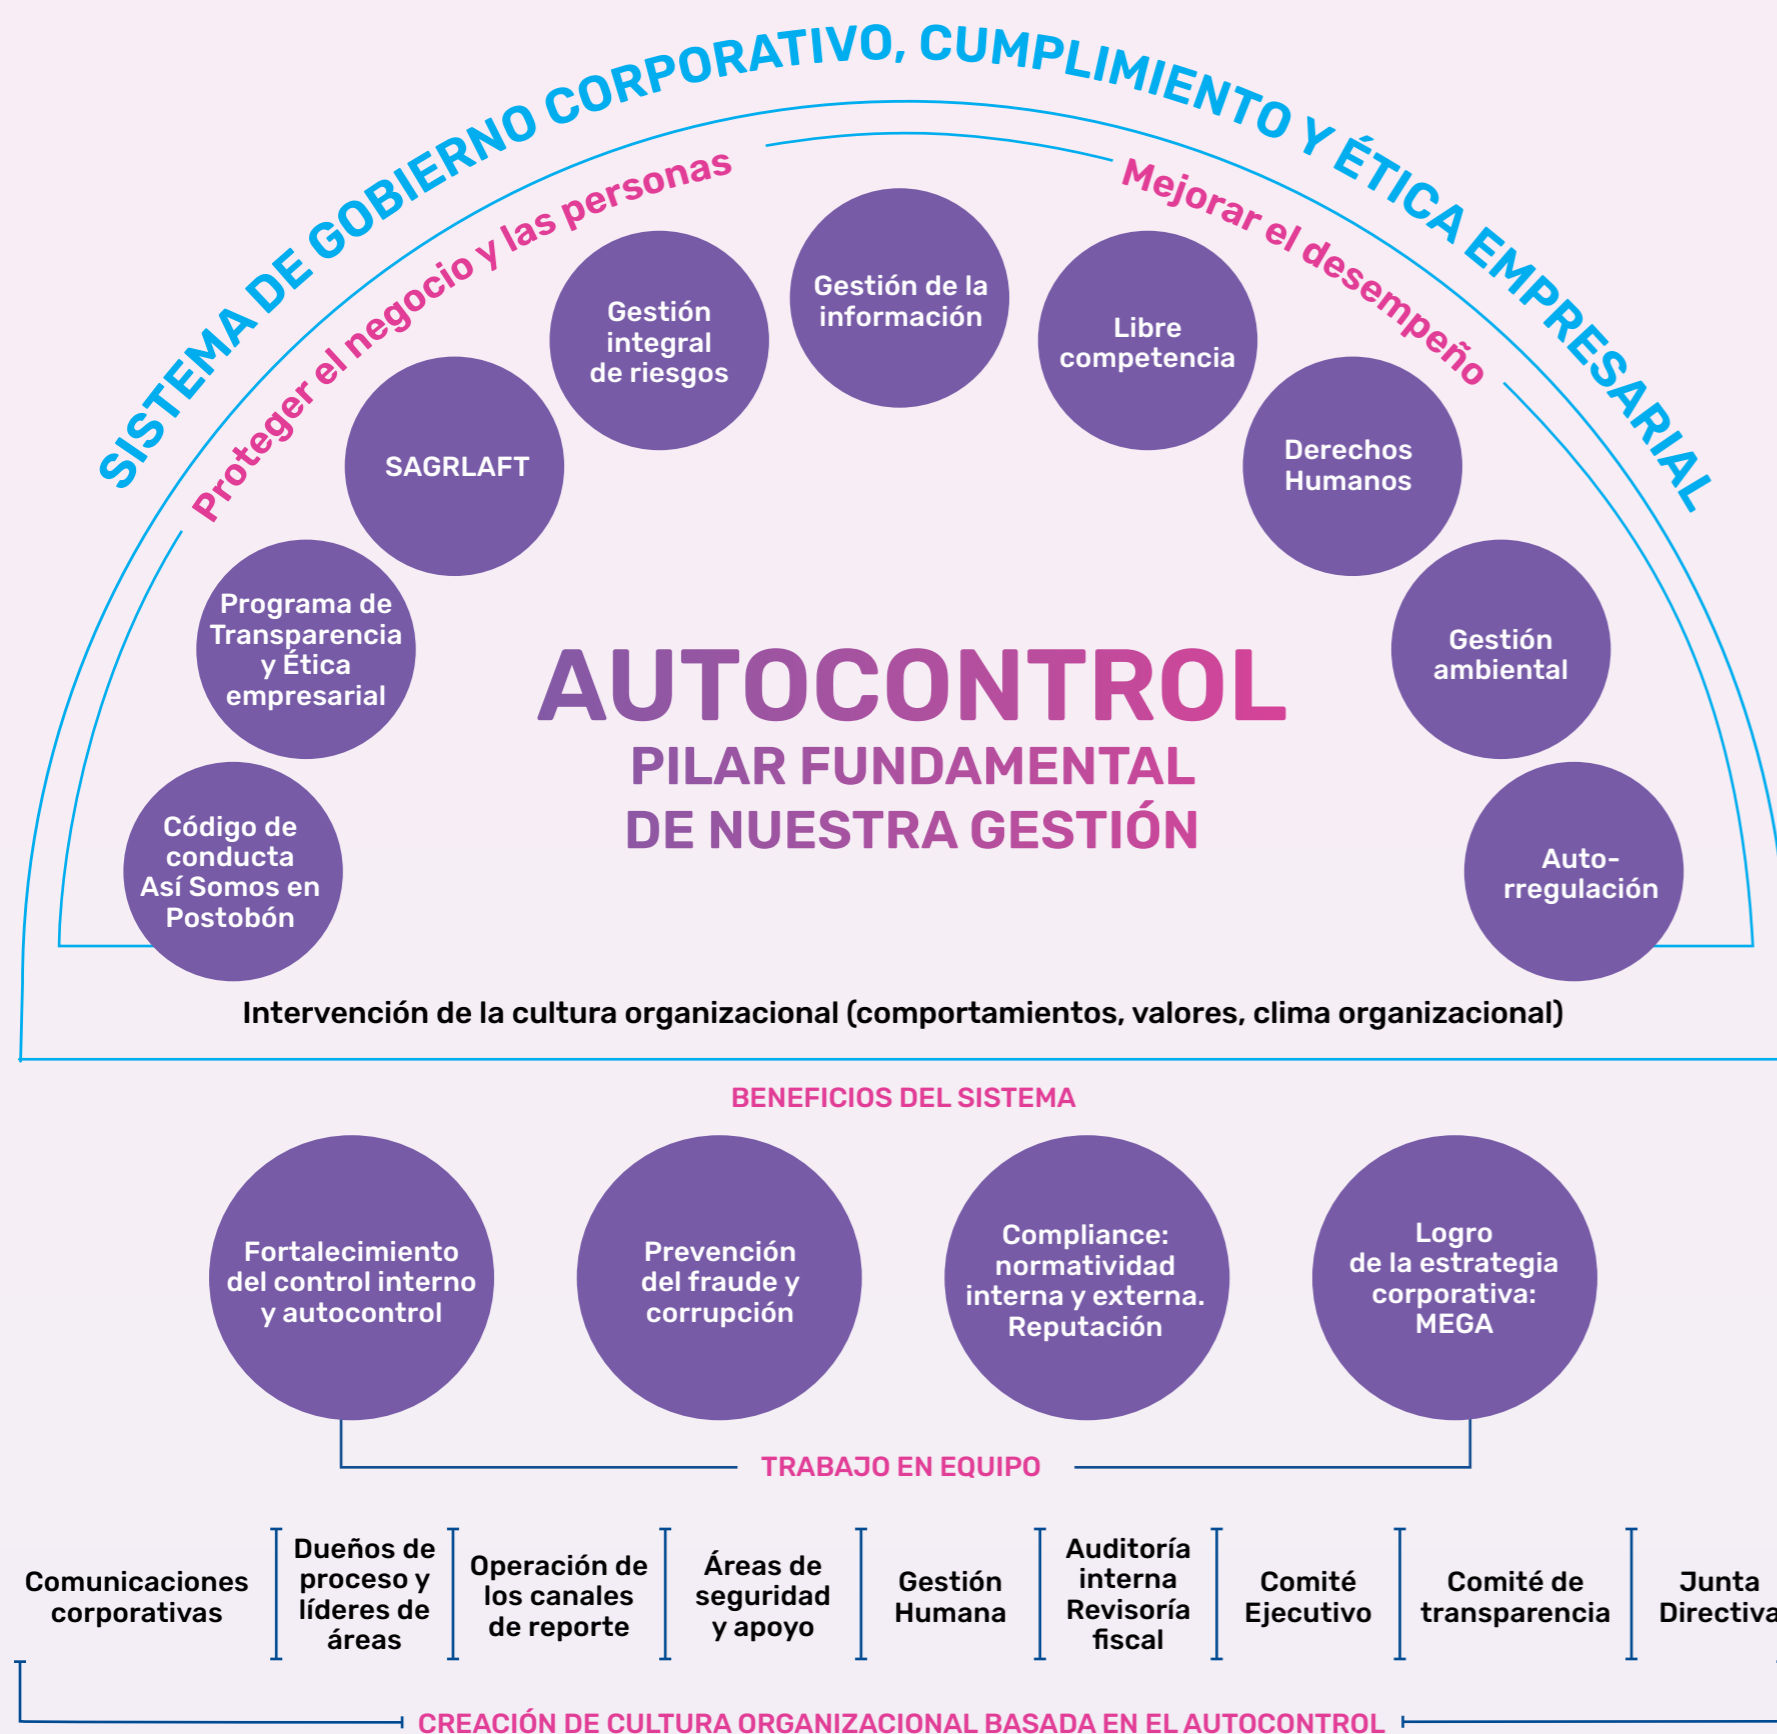 SISTEMA DE GOBIERNO CORPORATIVO, CUMPLIMIENTO Y ÉTICA EMPRESARIAL
Proteger el negocio y las personas
Mejorar el desempeño
Código de
conducta
Así Somos en
Postobón
Programa de
Transparencia
y Ética
empresarial
SAGRLAFT
Gestión
integral
de riesgos
Gestión de la
información
Libre
competencia
Derechos
Humanos
Gestión
ambiental
Auto-
rregulación
AUTOCONTROL
PILAR FUNDAMENTAL
DE NUESTRA GESTIÓN
Intervención de la cultura organizacional (comportamientos, valores, clima organizacional)
BENEFICIOS DEL SISTEMA
Fortalecimiento
del control interno
y autocontrol
Prevención
del fraude y
corrupción
Compliance:
normatividad
interna y externa.
Reputación
Logro
de la estrategia
corporativa:
MEGA
TRABAJO EN EQUIPO
Comunicaciones
corporativas
Dueños de
proceso y
líderes de
áreas
Operación de
los canales
de reporte
Áreas de
seguridad
y apoyo
Gestión
Humana
Auditoría
interna
Revisoría
fiscal
Comité
Ejecutivo
Comité de
transparencia
Junta
Directiva
CREACIÓN DE CULTURA ORGANIZACIONAL BASADA EN EL AUTOCONTROL